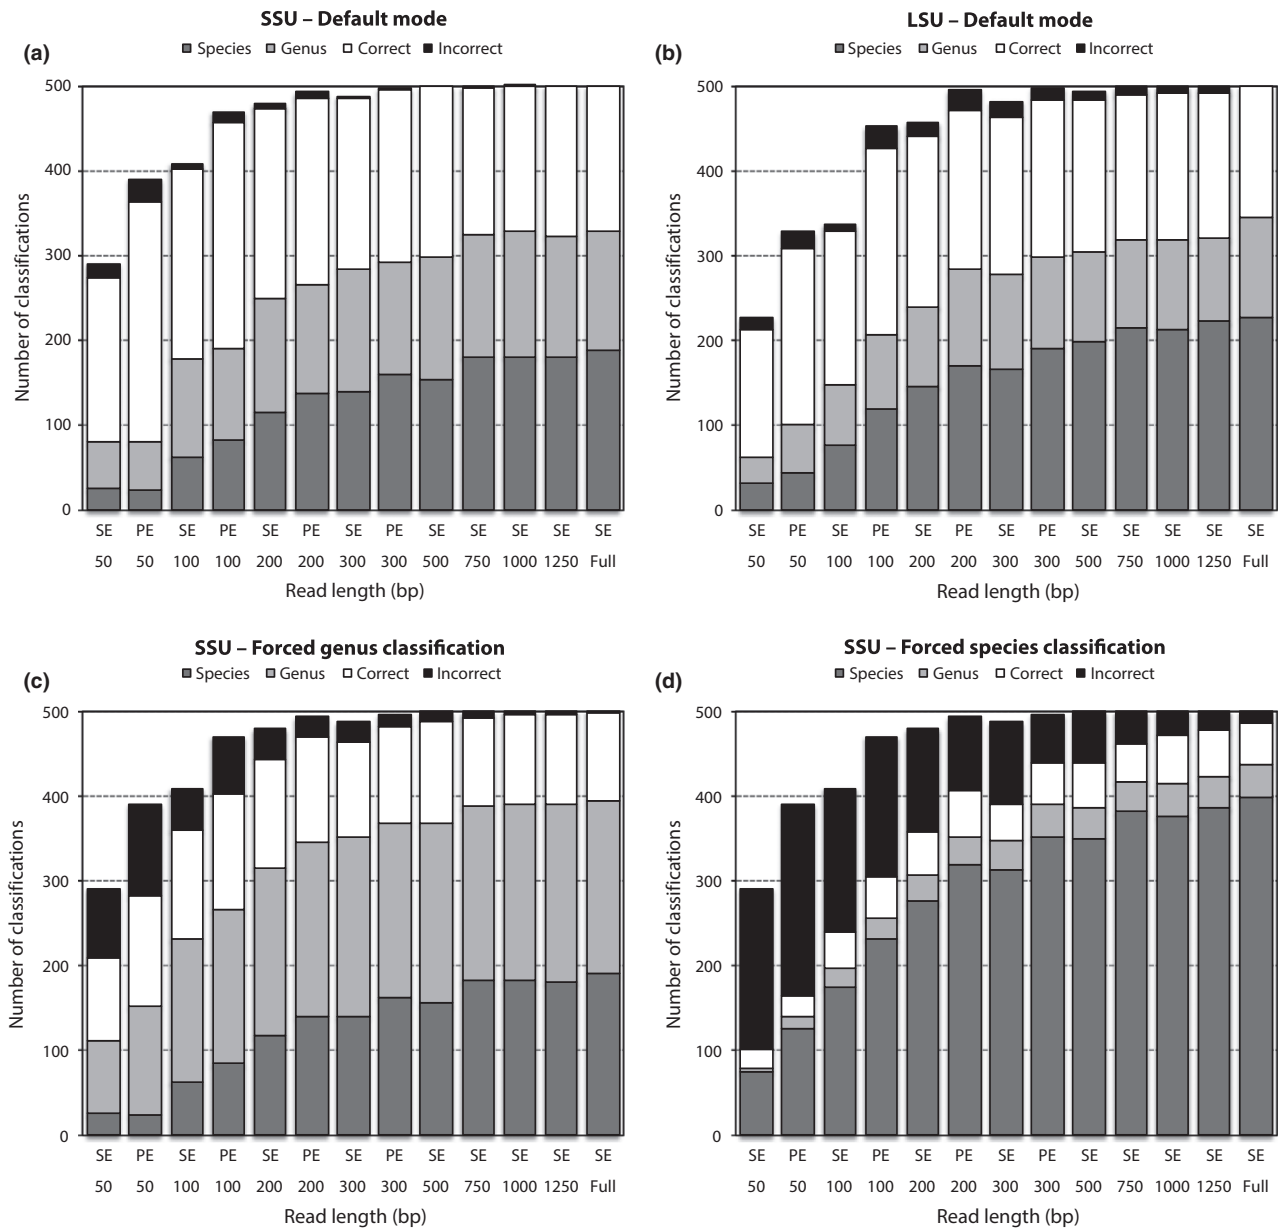 SSU – Default mode
(a)
Species Genus Correct Incorrect
Number of classifications
500
400
300
200
100
0
SE PE SE PE SE PE SE PE SE SE SE SE SE
50 50 100 100 200 200 300 300 500 750 1000 1250 Full
Read length (bp)
LSU – Default mode
(b)
Species Genus Correct Incorrect
Number of classifications
500
400
300
200
100
0
SE PE SE PE SE PE SE PE SE SE SE SE SE
50 50 100 100 200 200 300 300 500 750 1000 1250 Full
Read length (bp)
SSU – Forced genus classification
(c)
Species Genus Correct Incorrect
Number of classifications
500
400
300
200
100
0
SE PE SE PE SE PE SE PE SE SE SE SE SE
50 50 100 100 200 200 300 300 500 750 1000 1250 Full
Read length (bp)
SSU – Forced species classification
(d)
Species Genus Correct Incorrect
Number of classifications
500
400
300
200
100
0
SE PE SE PE SE PE SE PE SE SE SE SE SE
50 50 100 100 200 200 300 300 500 750 1000 1250 Full
Read length (bp)